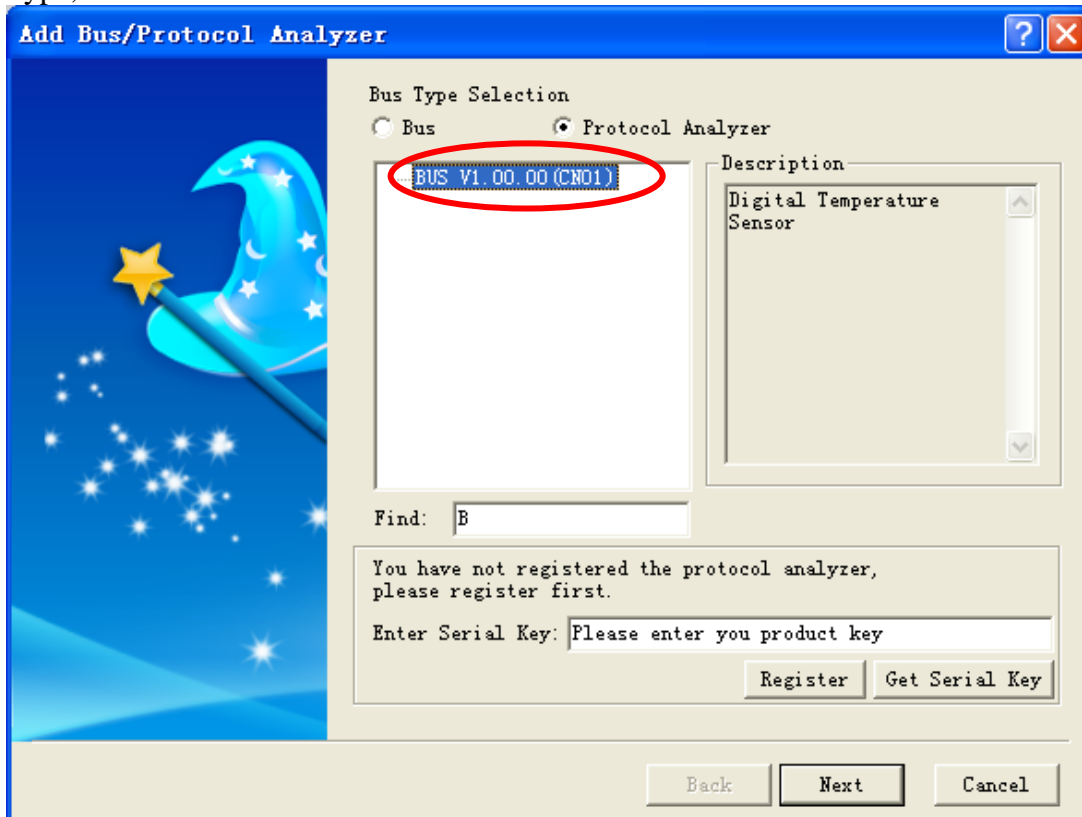 Add Bus/Protocol Analyzer
Bus Type Selection
Bus
Protocol Analyzer
BUS V1.00.00(CN01)
Description
Digital Temperature
Sensor
Find: B
You have not registered the protocol analyzer,
please register first.
Enter Serial Key: Please enter you product key
Register
Get Serial Key
Back
Next
Cancel